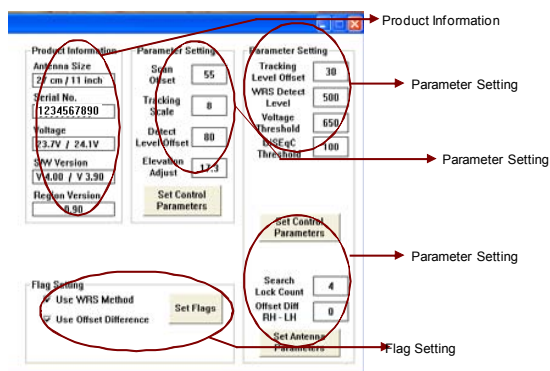 Product Information
Antenna Size
27 cm / 11 inch
Serial No.
1234567890
Voltage
23.7V / 24.1V
S/W Version
V 4.00 / V 3.90
Region Version
0.90
Parameter Setting
Scan Offset
55
Tracking Scale
8
Detect Level Offset
80
Elevation Adjust
17.3
Set Control Parameters
Parameter Setting
Tracking Level Offset
30
WRS Detect Level
500
Voltage Threshold
650
DiSEqC Threshold
100
Set Control Parameters
Search Lock Count
4
Offset Diff RH - LH
0
Set Antenna Parameters
Flag Setting
Use WRS Method
Use Offset Difference
Set Flags
Product Information
Parameter Setting
Parameter Setting
Parameter Setting
Flag Setting